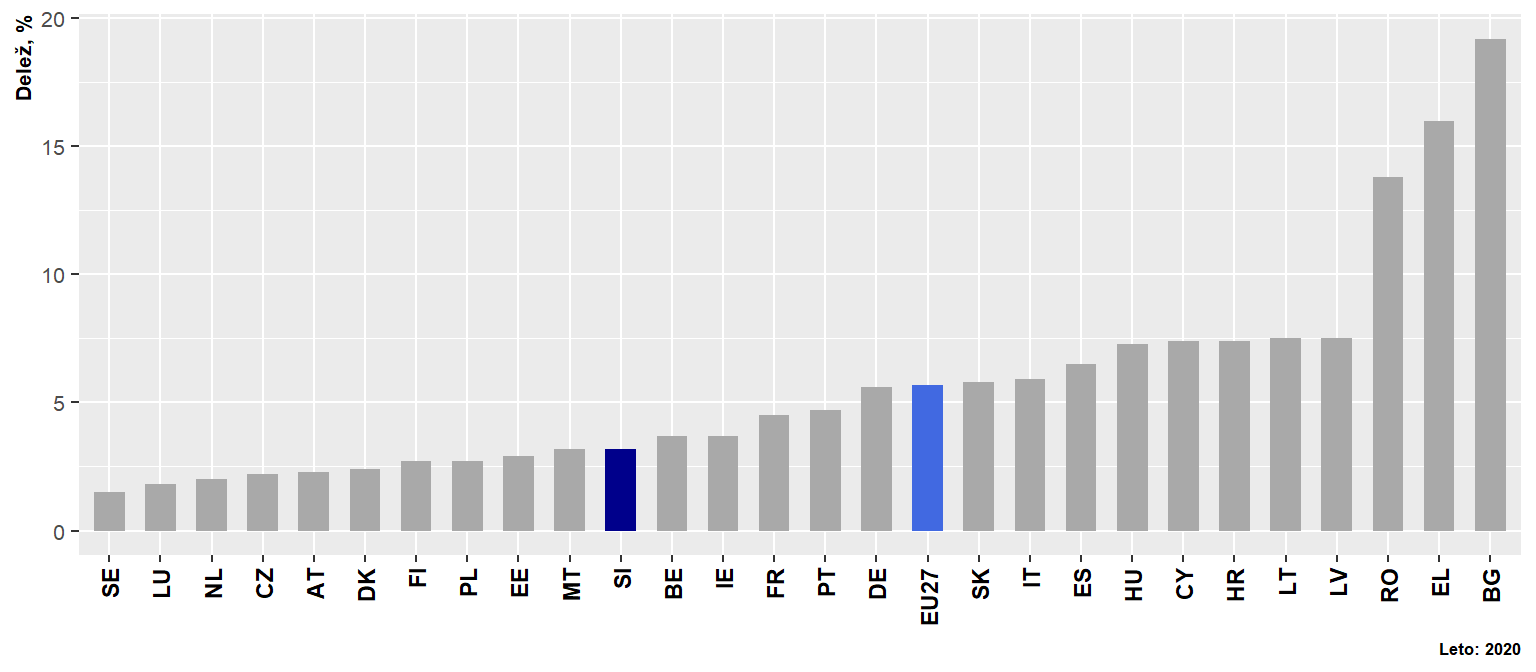 Delež, %
20
15
10
5
0
SE LU NL CZ AT DK FI PL EE MT SI BE IE FR PT DE EU27 SK IT ES HU CY HR LT LV RO EL BG
Leto: 2020